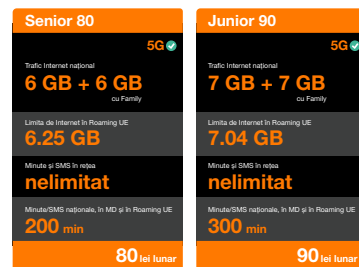 Senior 80
5G
Trafic Internet național
6 GB + 6 GB
cu Family
Limita de Internet în Roaming UE
6.25 GB
Minute și SMS în rețea
nelimitat
Minute/SMS naționale, în MD și în Roaming UE
200 min
80 lei lunar
Junior 90
5G
Trafic Internet național
7 GB + 7 GB
cu Family
Limita de Internet în Roaming UE
7.04 GB
Minute și SMS în rețea
nelimitat
Minute/SMS naționale, în MD și în Roaming UE
300 min
90 lei lunar